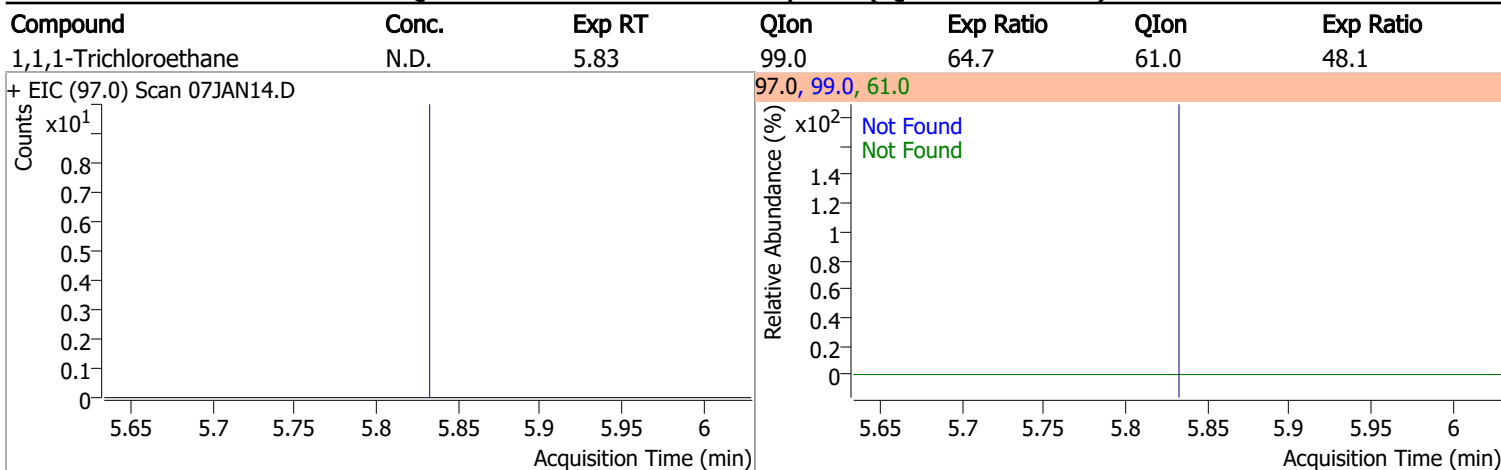 Compound Conc. Exp RT QIon Exp Ratio QIon Exp Ratio
1,1,1-Trichloroethane N.D. 5.83 99.0 64.7 61.0 48.1
+ EIC (97.0) Scan 07JAN14.D
Counts
x10¹
0.8
0.7
0.6
0.5
0.4
0.3
0.2
0.1
0
5.65 5.7 5.75 5.8 5.85 5.9 5.95 6
Acquisition Time (min)
97.0, 99.0, 61.0
Relative Abundance (%)
x10²
Not Found
Not Found
1.4
1.2
1
0.8
0.6
0.4
0.2
0
5.65 5.7 5.75 5.8 5.85 5.9 5.95 6
Acquisition Time (min)